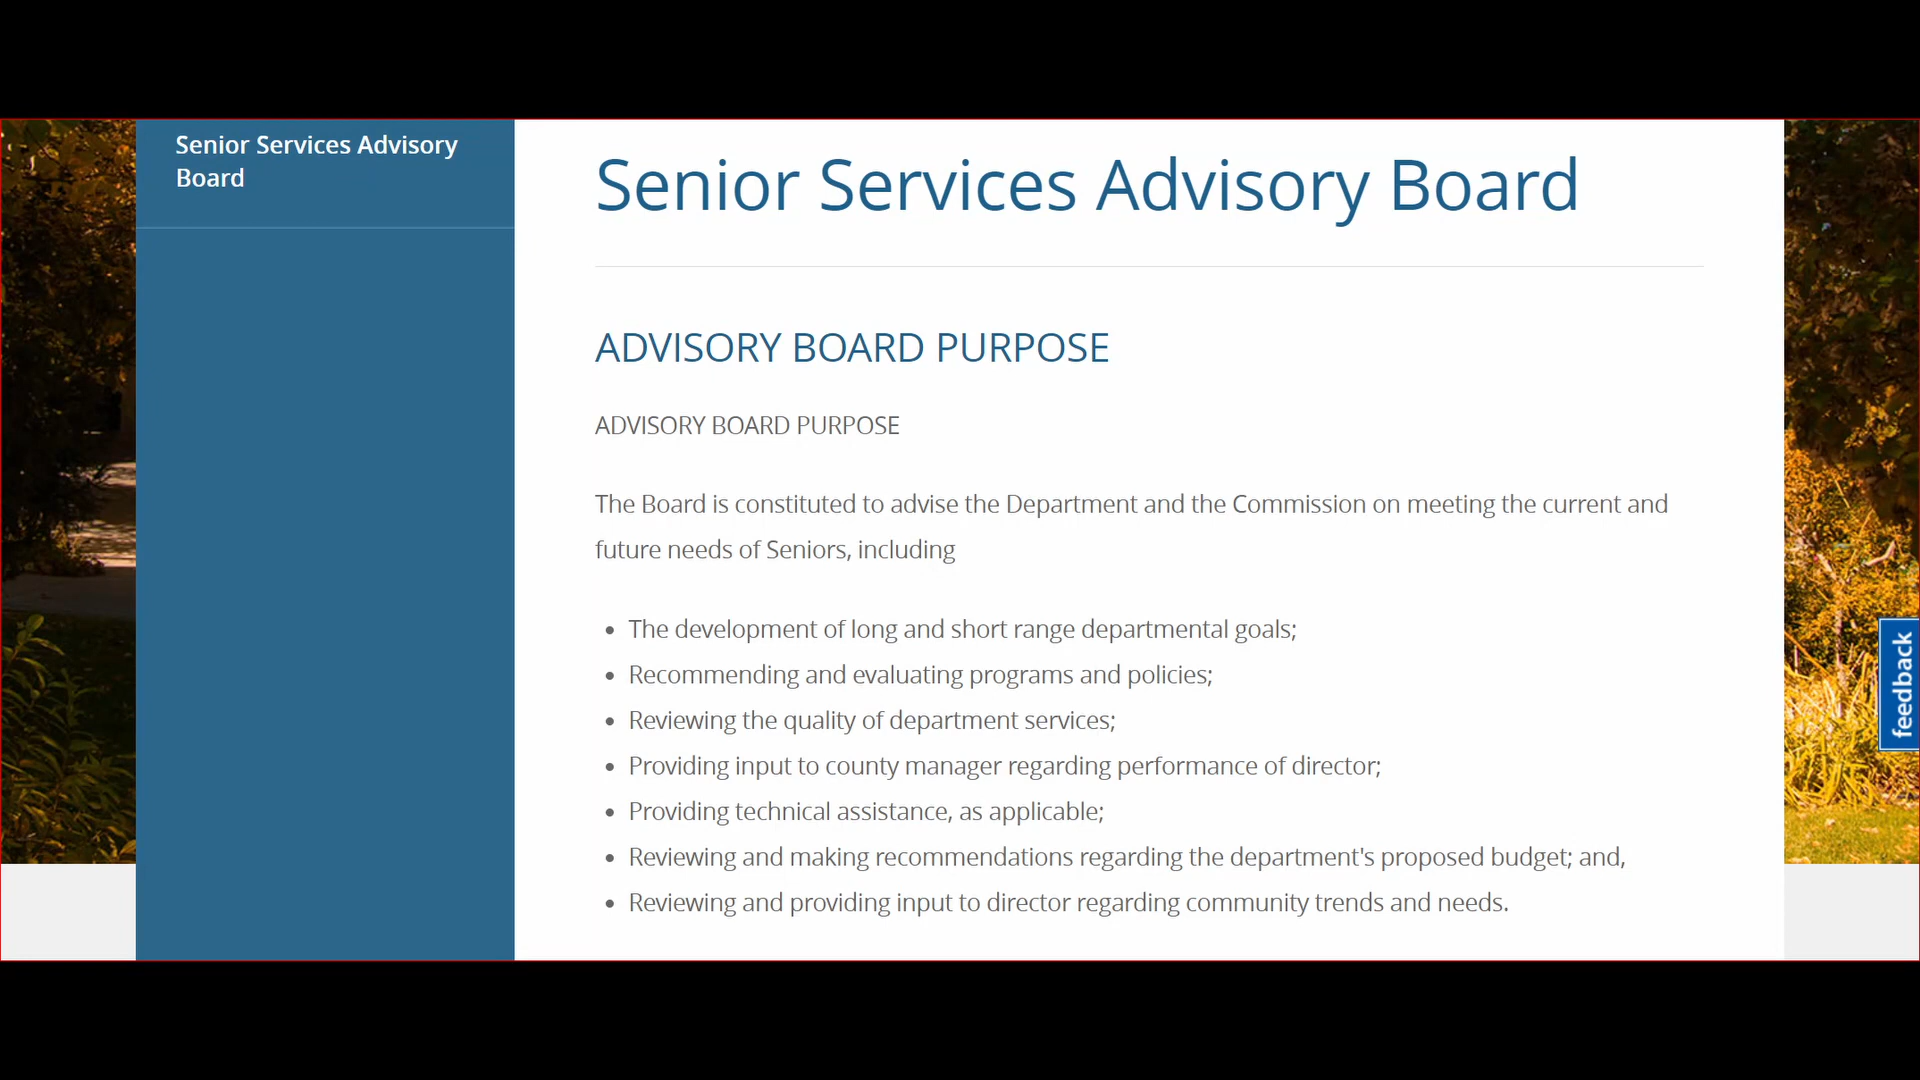 Senior Services Advisory
Board
Senior Services Advisory Board
ADVISORY BOARD PURPOSE
ADVISORY BOARD PURPOSE
The Board is constituted to advise the Department and the Commission on meeting the current and
future needs of Seniors, including
• The development of long and short range departmental goals;
• Recommending and evaluating programs and policies;
• Reviewing the quality of department services;
• Providing input to county manager regarding performance of director;
• Providing technical assistance, as applicable;
• Reviewing and making recommendations regarding the department's proposed budget; and,
• Reviewing and providing input to director regarding community trends and needs.
feedback